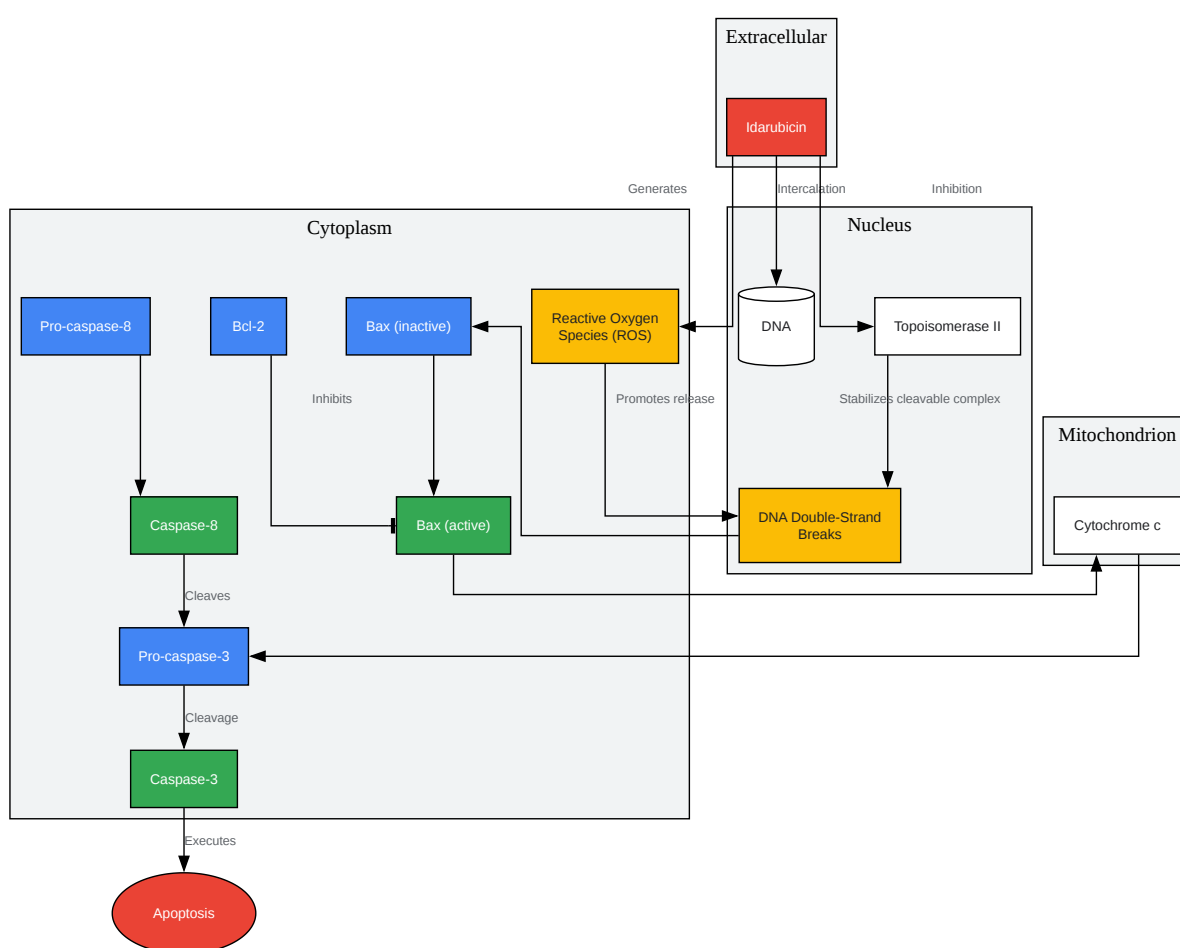 Extracellular
Idarubicin
Generates
Intercalation
Inhibition
Cytoplasm
Nucleus
Pro-caspase-8
Bcl-2
Bax (inactive)
Reactive Oxygen
Species (ROS)
DNA
Topoisomerase II
Inhibits
Promotes release
Stabilizes cleavable complex
Mitochondrion
Caspase-8
Bax (active)
DNA Double-Strand
Breaks
Cytochrome c
Cleaves
Pro-caspase-3
Cleavage
Caspase-3
Executes
Apoptosis